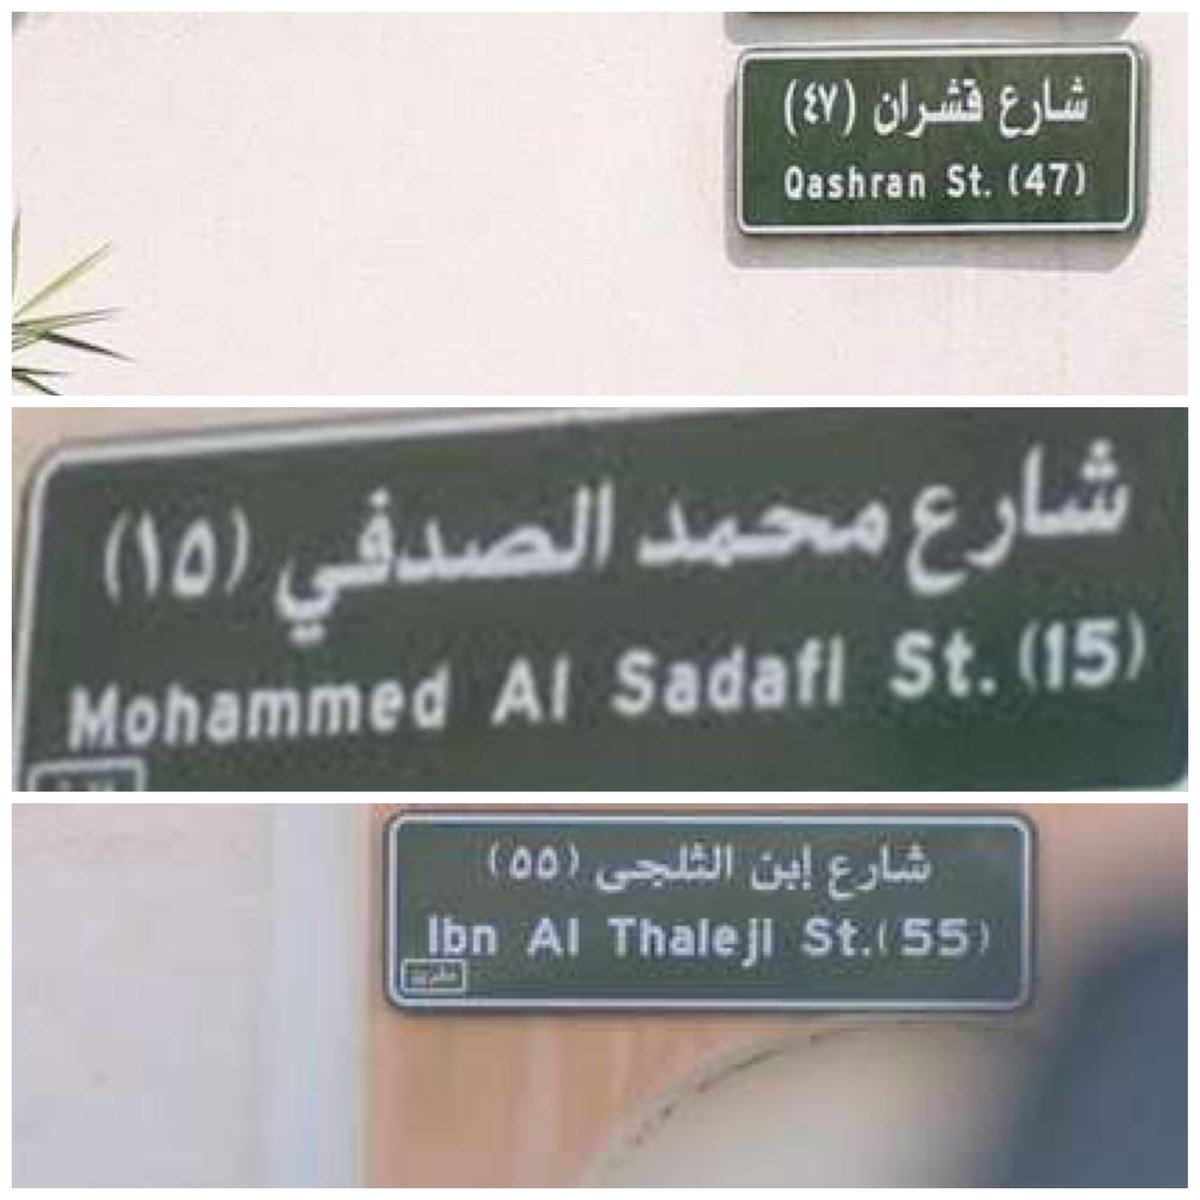 شارع قشران (٤٧)
Qashran St. (47)
شارع محمد الصدفي (١٥)
Mohammed Al Sadafi St. (15)
شارع إبن الثلجى (٥٥)
Ibn Al Thaleji St. (55)